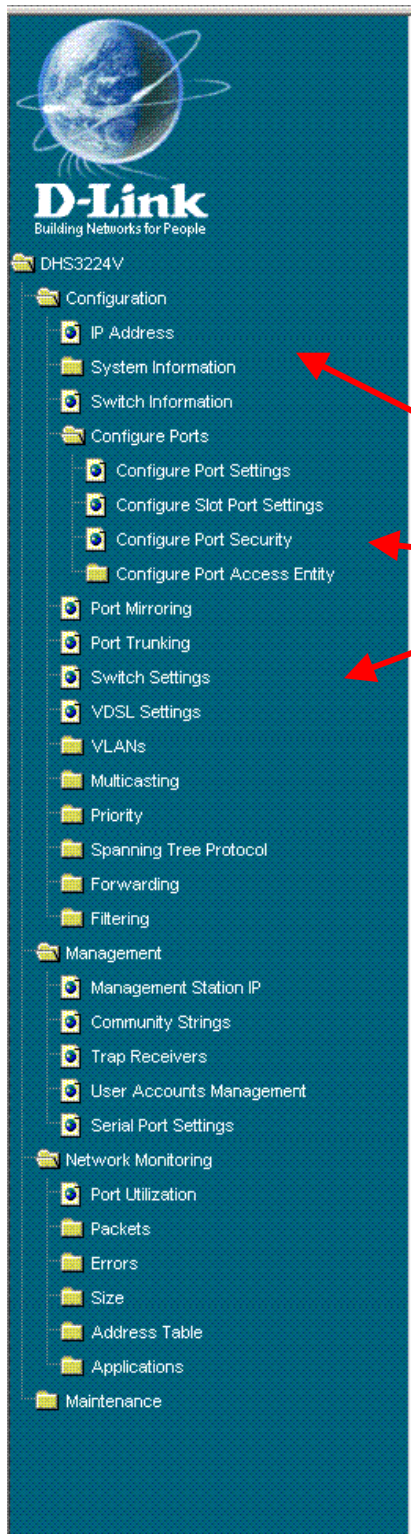 D-Link
Building Networks for People
DHS3224V
Configuration
IP Address
System Information
Switch Information
Configure Ports
Configure Port Settings
Configure Slot Port Settings
Configure Port Security
Configure Port Access Entity
Port Mirroring
Port Trunking
Switch Settings
VDSL Settings
VLANs
Multicasting
Priority
Spanning Tree Protocol
Forwarding
Filtering
Management
Management Station IP
Community Strings
Trap Receivers
User Accounts Management
Serial Port Settings
Network Monitoring
Port Utilization
Packets
Errors
Size
Address Table
Applications
Maintenance